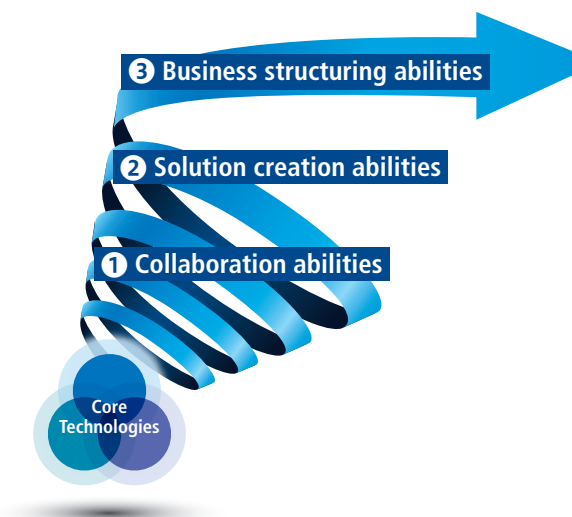 ❸ Business structuring abilities
❷ Solution creation abilities
❶ Collaboration abilities
Core
Technologies